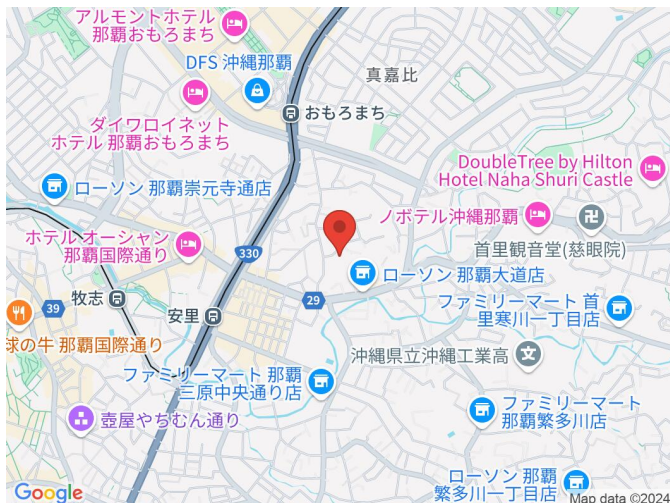 アルモントホテル
那覇おもろまち
DFS 沖縄那覇
真嘉比
おもろまち
ダイワロイネット
ホテル 那覇おもろまち
DoubleTree by Hilton
Hotel Naha Shuri Castle
ローソン 那覇崇元寺通店
ノボテル沖縄那覇
首里観音堂(慈眼院)
ホテル オーシャン
那覇国際通り
330
ローソン 那覇大道店
牧志
39
安里
29
ファミリーマート 首
里寒川一丁目店
球の牛 那覇国際通り
沖縄県立沖縄工業高
文
ファミリーマート 那覇
三原中央通り店
壺屋やちむん通り
ファミリーマート
那覇繁多川店
ローソン 那覇
繁多川一丁目店
Google
Map data ©2024